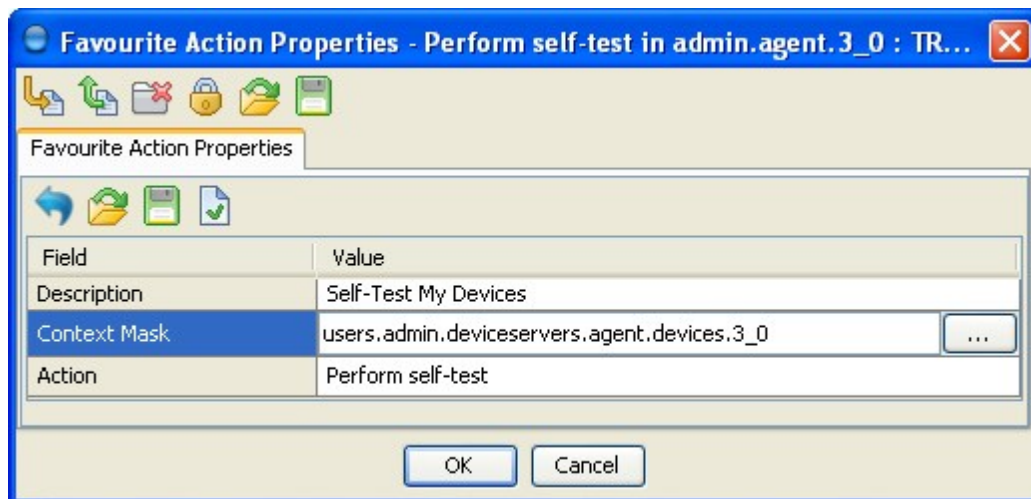 Favourite Action Properties - Perform self-test in admin.agent.3_0 : TR...
Favourite Action Properties
Field Value
Description Self-Test My Devices
Context Mask users.admin.deviceservers.agent.devices.3_0 ...
Action Perform self-test
OK Cancel